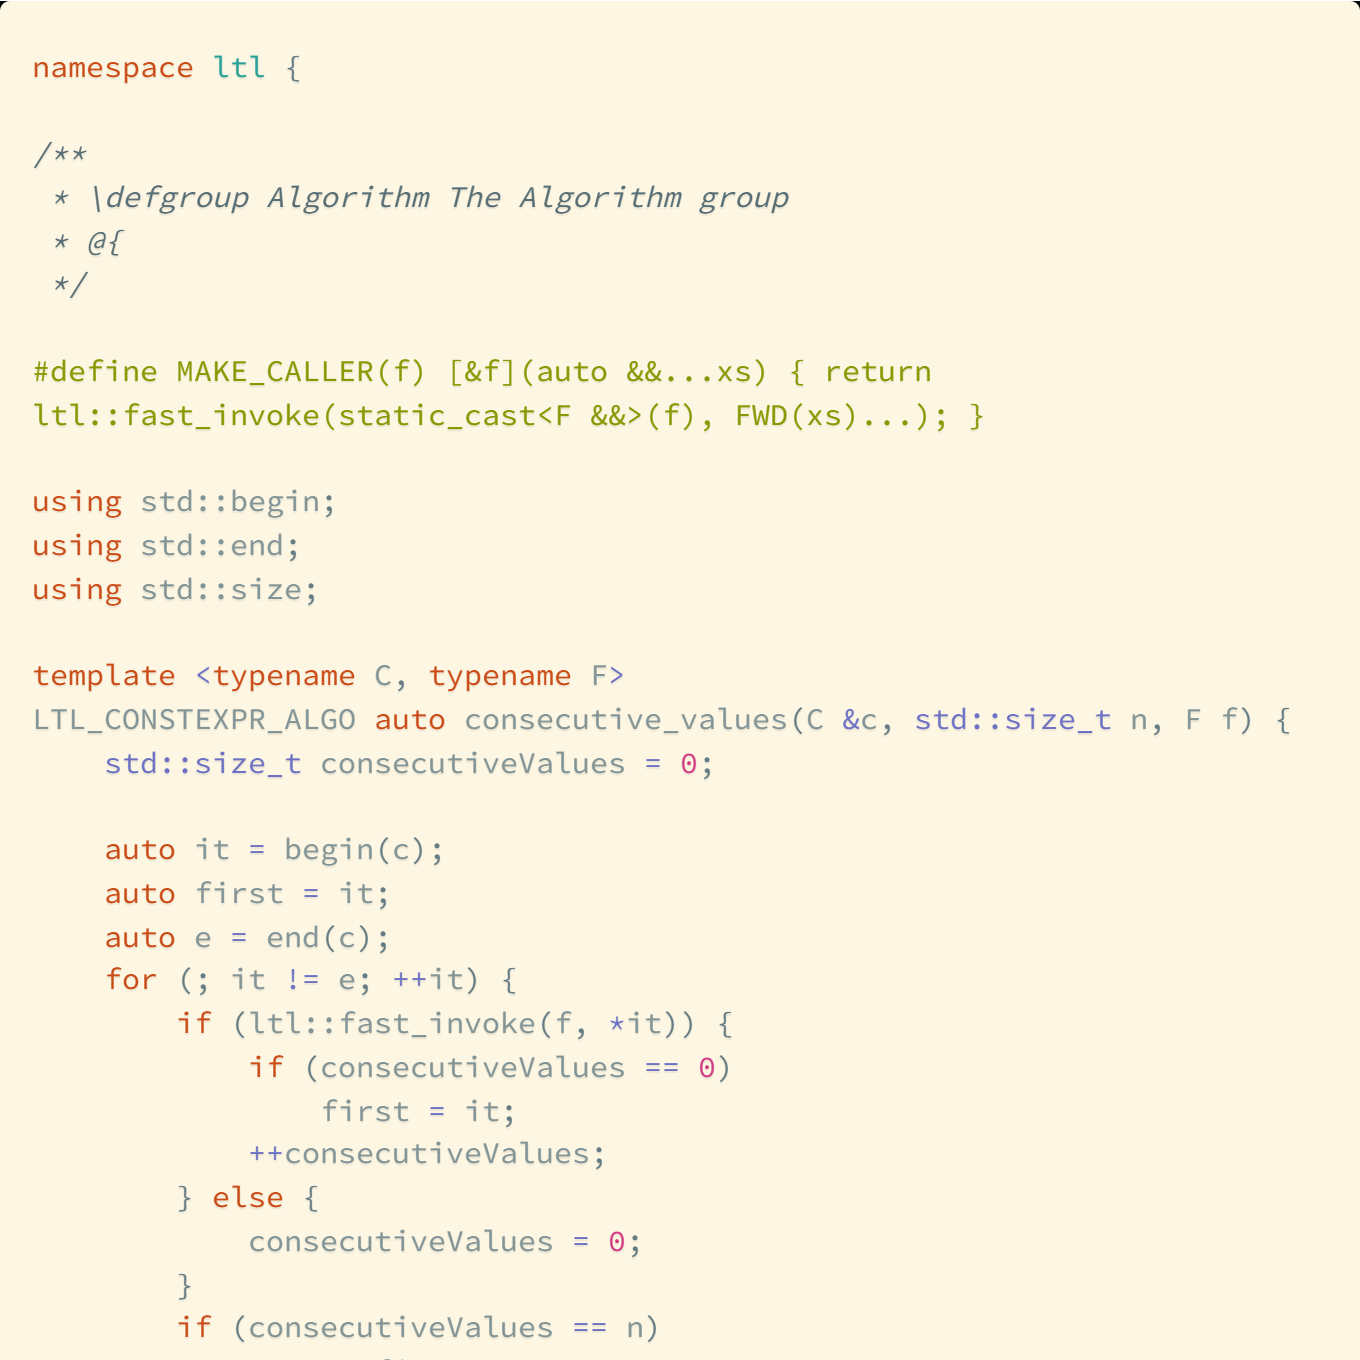 namespace ltl {

/**
 * \defgroup Algorithm The Algorithm group
 * @{
 */

#define MAKE_CALLER(f) [&f](auto &&...xs) { return
ltl::fast_invoke(static_cast<F &&>(f), FWD(xs)...); }

using std::begin;
using std::end;
using std::size;

template <typename C, typename F>
LTL_CONSTEXPR_ALGO auto consecutive_values(C &c, std::size_t n, F f) {
    std::size_t consecutiveValues = 0;

    auto it = begin(c);
    auto first = it;
    auto e = end(c);
    for (; it != e; ++it) {
        if (ltl::fast_invoke(f, *it)) {
            if (consecutiveValues == 0)
                first = it;
            ++consecutiveValues;
        } else {
            consecutiveValues = 0;
        }
        if (consecutiveValues == n)